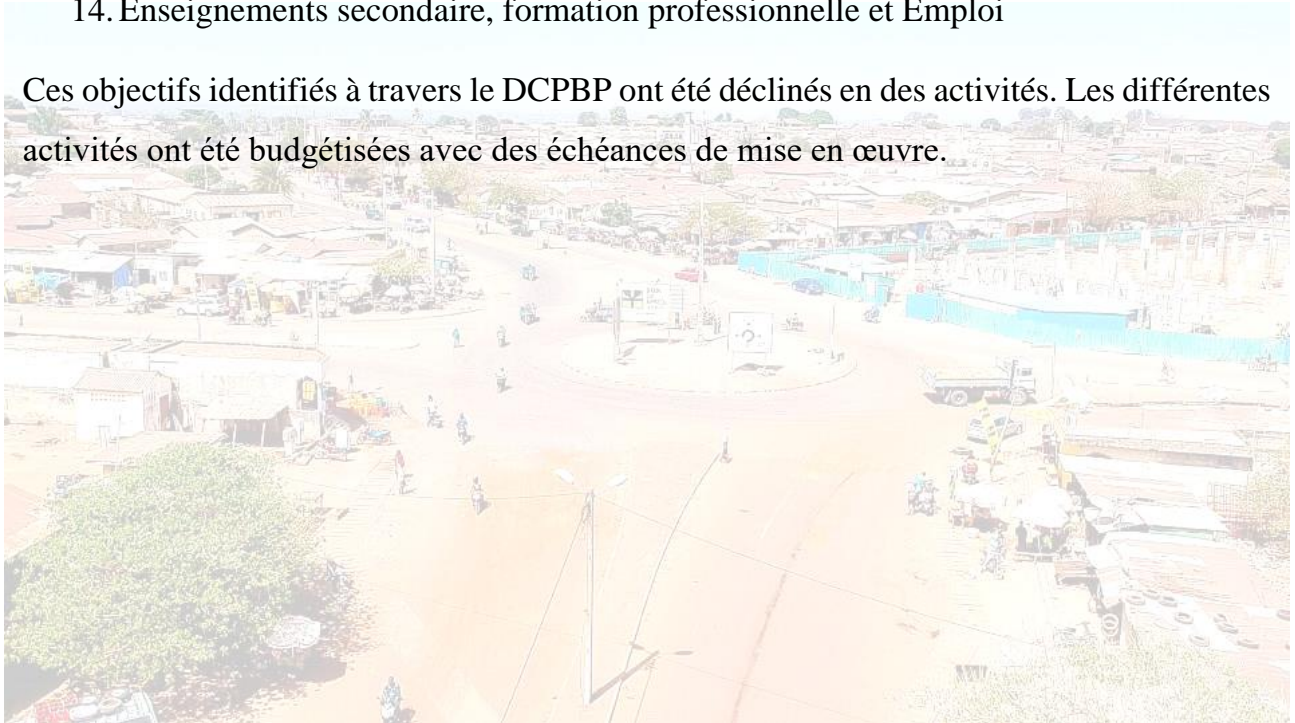 14. Enseignements secondaire, formation professionnelle et Emploi
Ces objectifs identifiés à travers le DCPBP ont été déclinés en des activités. Les différentes
activités ont été budgétisées avec des échéances de mise en œuvre.